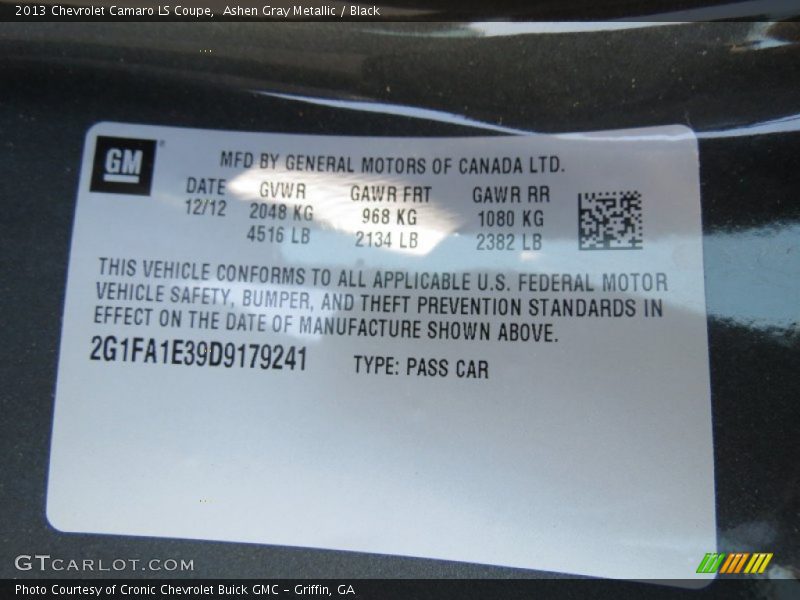 2013 Chevrolet Camaro LS Coupe, Ashen Gray Metallic / Black
GM
MFD BY GENERAL MOTORS OF CANADA LTD.
DATE GVWR GAWR FRT GAWR RR
12/12 2048 KG 968 KG 1080 KG
4516 LB 2134 LB 2382 LB
THIS VEHICLE CONFORMS TO ALL APPLICABLE U.S. FEDERAL MOTOR
VEHICLE SAFETY, BUMPER, AND THEFT PREVENTION STANDARDS IN
EFFECT ON THE DATE OF MANUFACTURE SHOWN ABOVE.
2G1FA1E39D9179241 TYPE: PASS CAR
GTCARLOT.COM
Photo Courtesy of Cronic Chevrolet Buick GMC – Griffin, GA